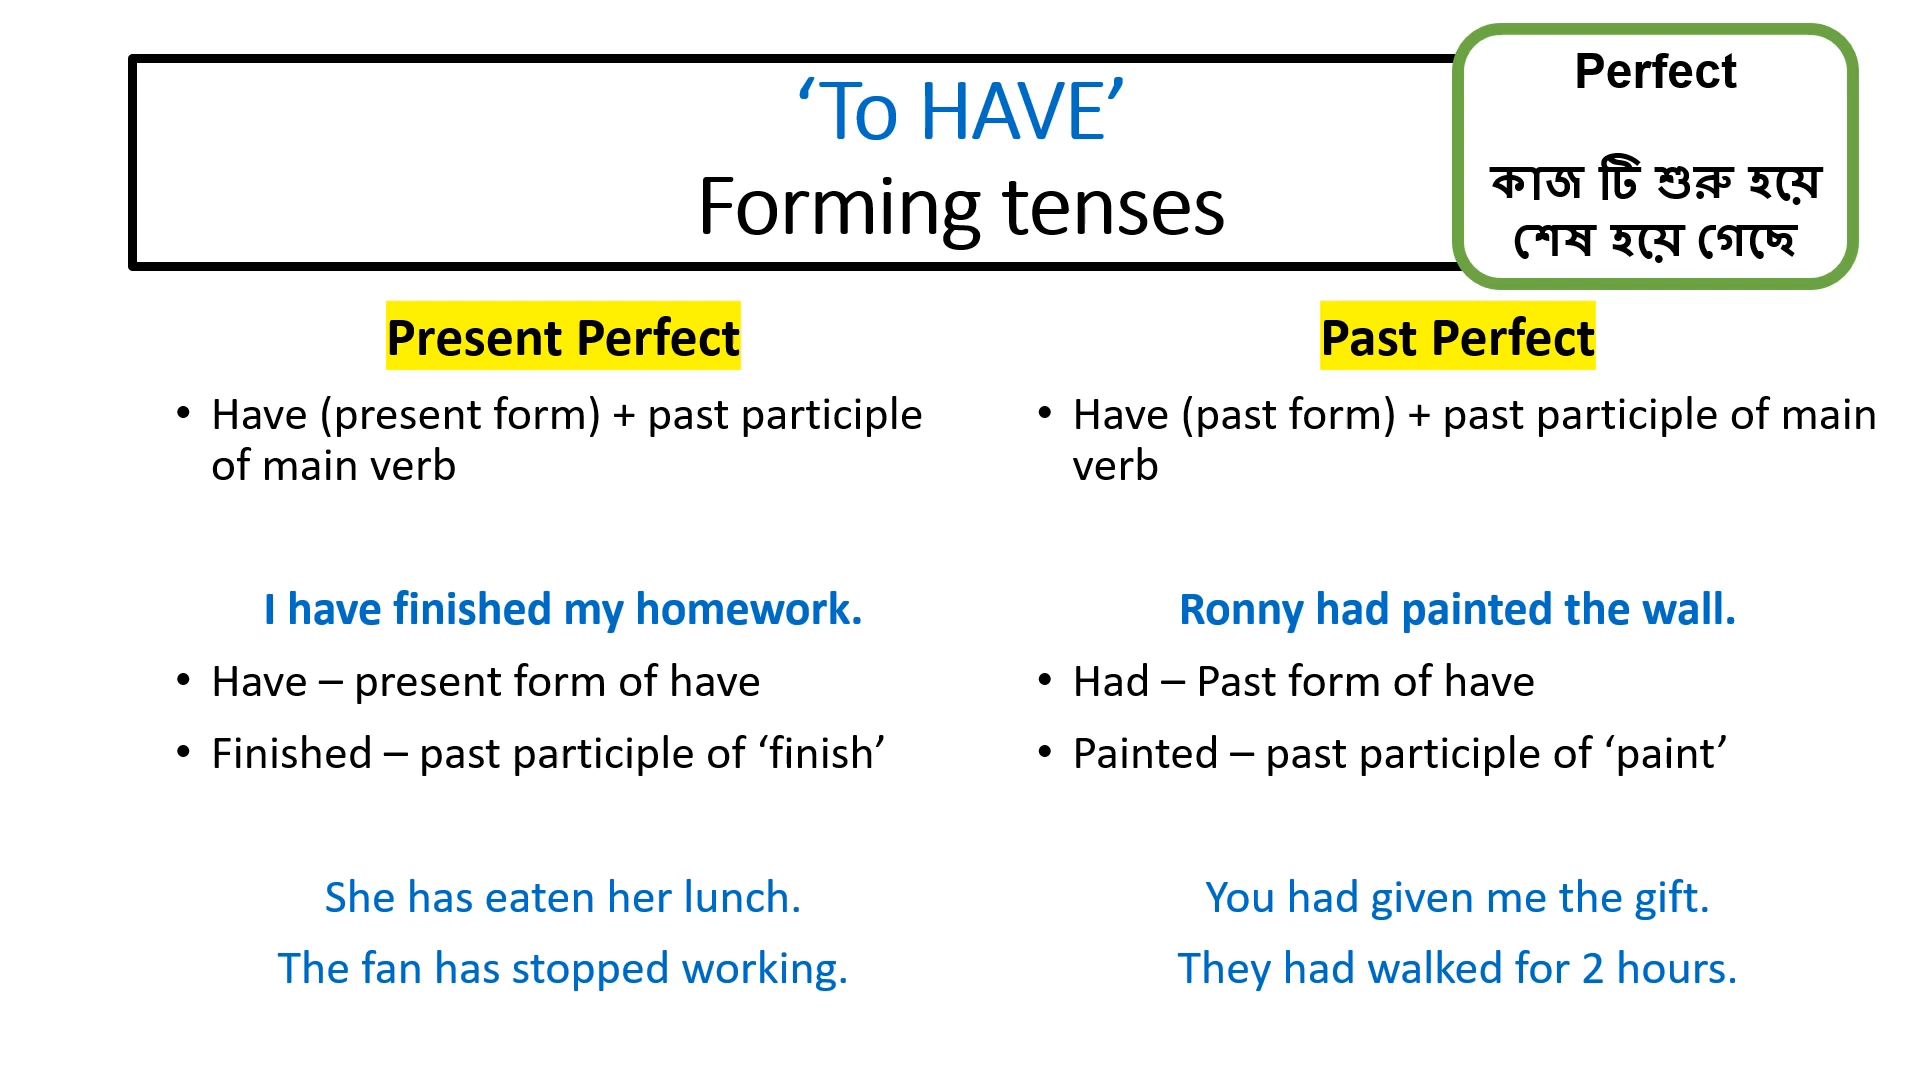 ‘To HAVE’
Forming tenses
Perfect
কাজ টি শুরু হয়ে
শেষ হয়ে গেছে
Present Perfect
• Have (present form) + past participle
of main verb
I have finished my homework.
• Have – present form of have
• Finished – past participle of ‘finish’
She has eaten her lunch.
The fan has stopped working.
Past Perfect
• Have (past form) + past participle of main
verb
Ronny had painted the wall.
• Had – Past form of have
• Painted – past participle of ‘paint’
You had given me the gift.
They had walked for 2 hours.